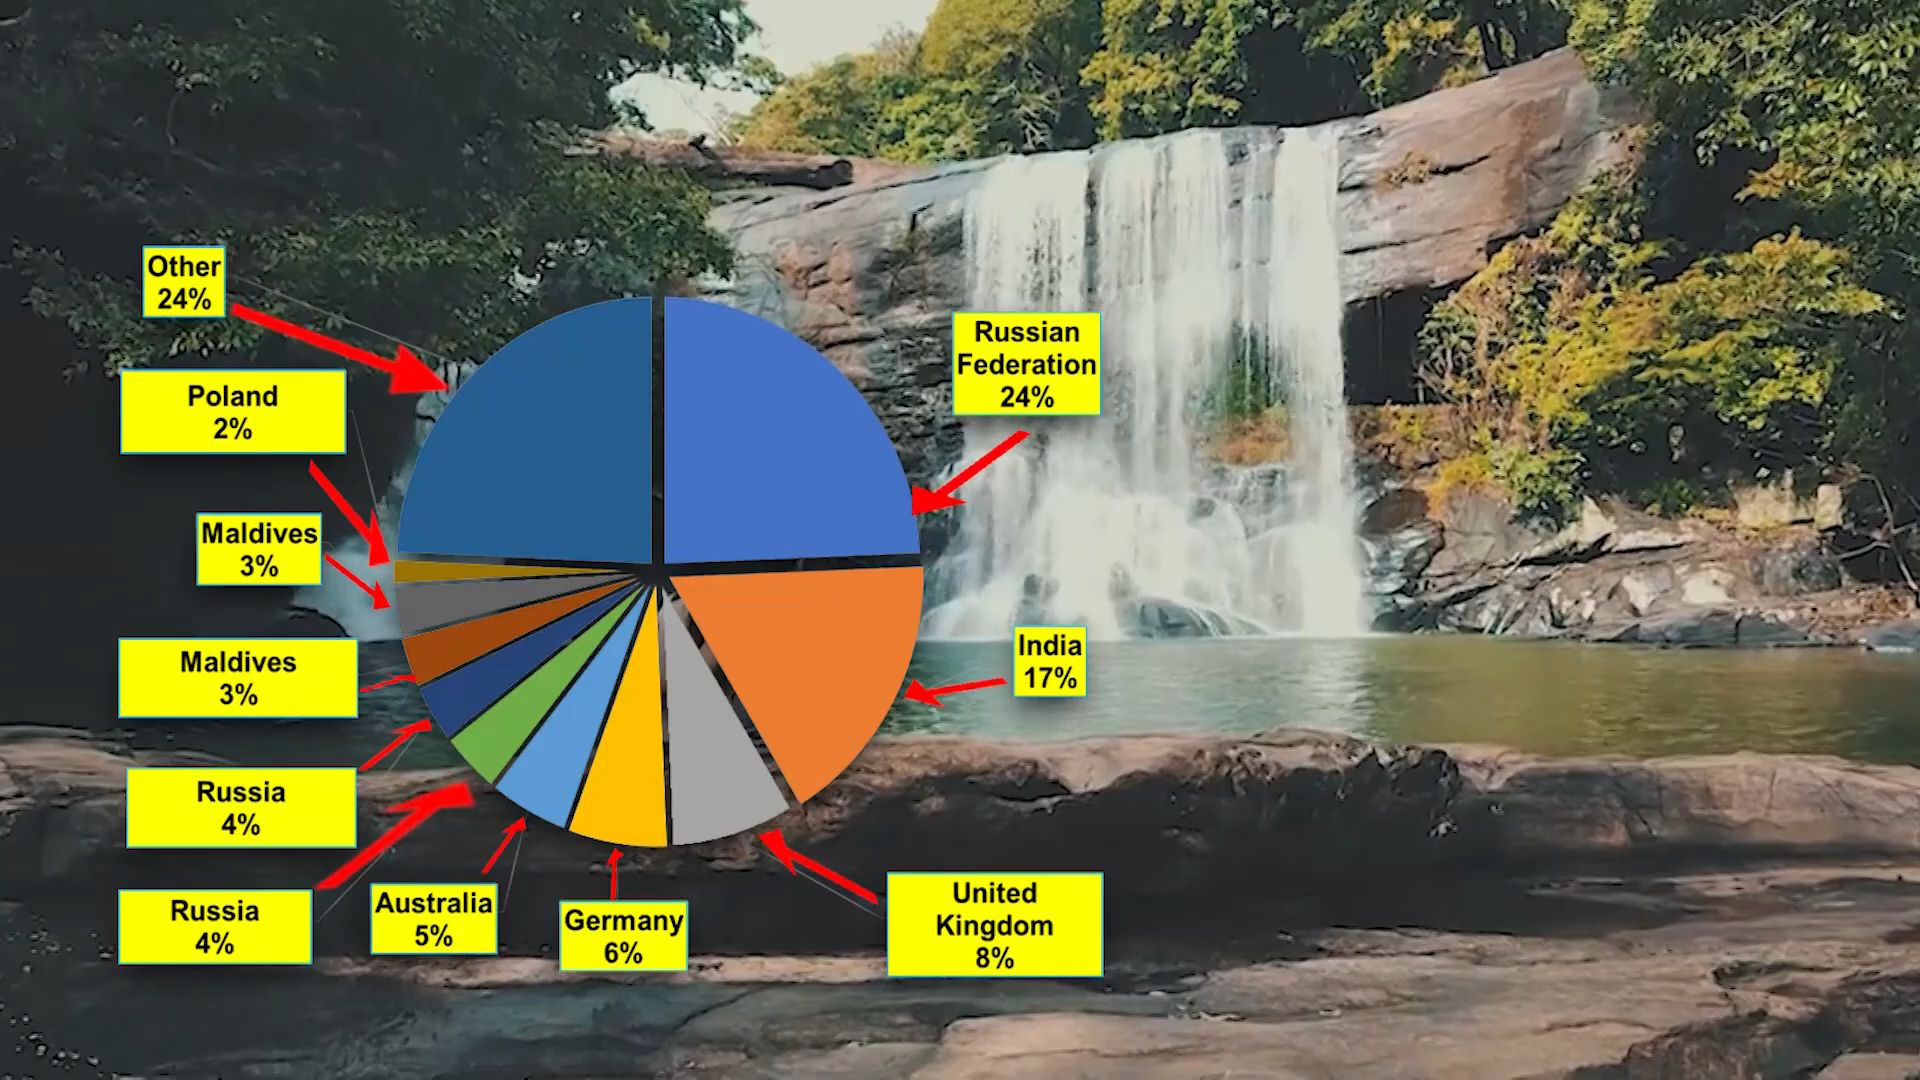 Other
24%
Russian
Federation
24%
Poland
2%
Maldives
3%
India
17%
Maldives
3%
Russia
4%
Russia
4%
Australia
5%
Germany
6%
United
Kingdom
8%